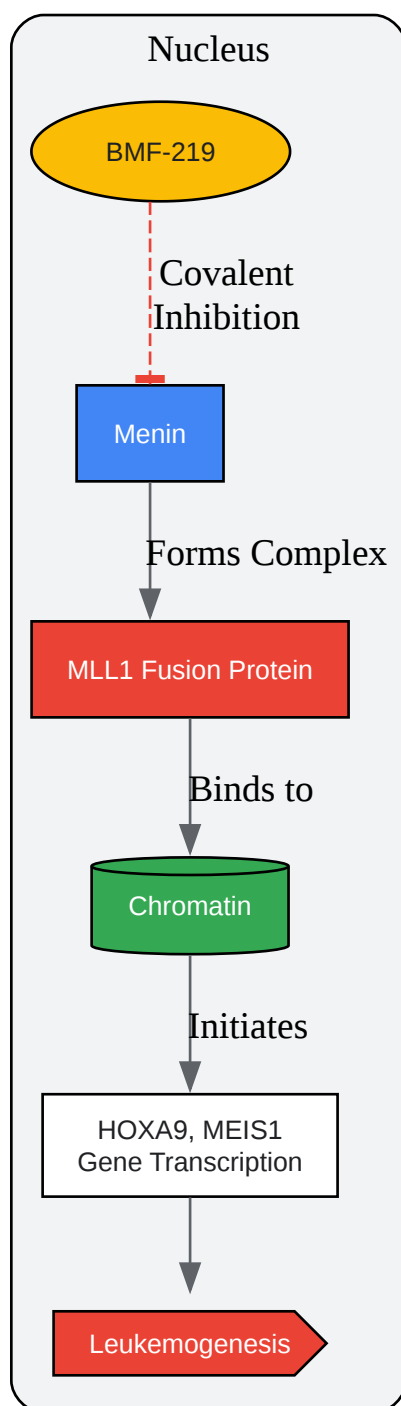 Nucleus
BMF-219
Covalent
Inhibition
Menin
Forms Complex
MLL1 Fusion Protein
Binds to
Chromatin
Initiates
HOXA9, MEIS1
Gene Transcription
Leukemogenesis